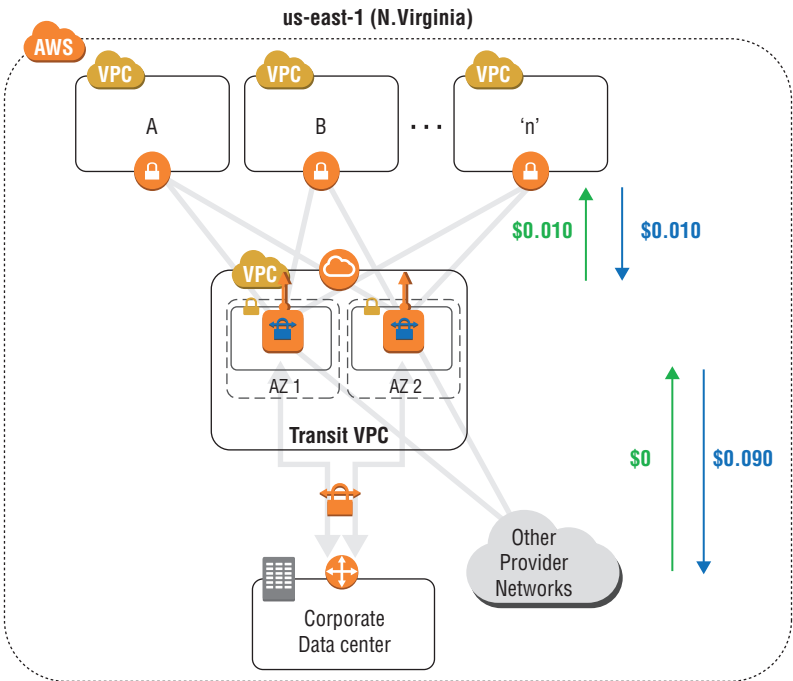 us-east-1 (N.Virginia)
AWS
VPC
VPC
VPC
A
B
...
‘n’
$0.010
$0.010
VPC
AZ 1
AZ 2
Transit VPC
$0
$0.090
Other
Provider
Networks
Corporate
Data center